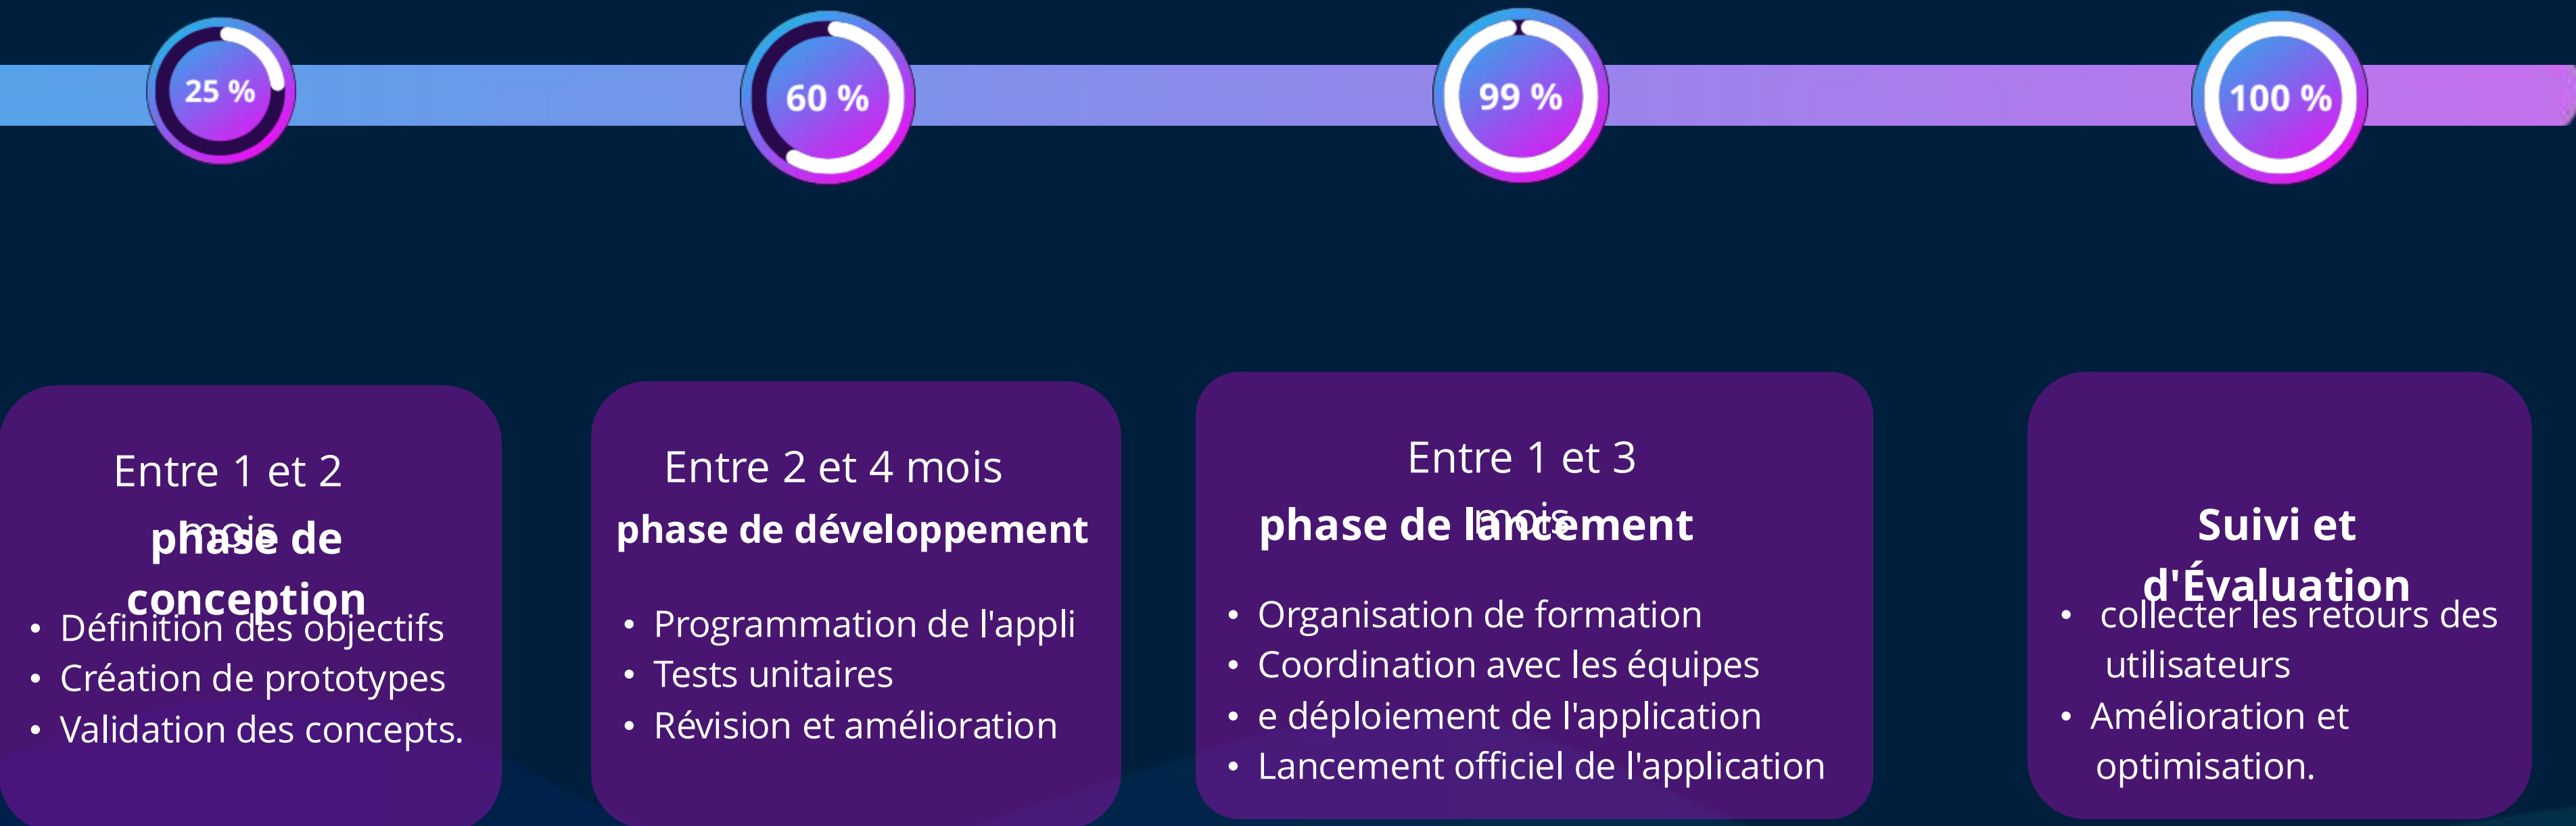 25 %
60 %
99 %
100 %
Entre 1 et 2
mois
phase de
conception
• Définition des objectifs
• Création de prototypes
• Validation des concepts.
Entre 2 et 4 mois
phase de développement
• Programmation de l'appli
• Tests unitaires
• Révision et amélioration
Entre 1 et 3
mois
phase de lancement
• Organisation de formation
• Coordination avec les équipes
• e déploiement de l'application
• Lancement officiel de l'application
Suivi et
d'Évaluation
• collecter les retours des
utilisateurs
• Amélioration et
optimisation.